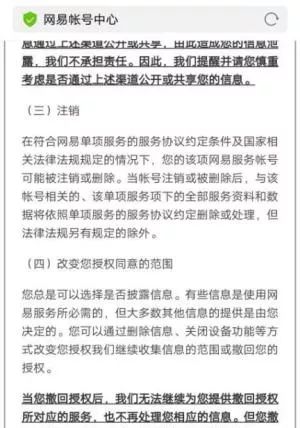 网易帐号中心
息通过上述渠道公开或共享，由此造成您的信息泄
露，我们不承担责任。因此，我们提醒并请您慎重
考虑是否通过上述渠道公开或共享您的信息。
（三）注销
在符合网易单项服务的服务协议约定条件及国家相
关法律法规规定的情况下，您的该项网易服务帐号
可能被注销或删除。当帐号注销或被删除后，与该
帐号相关的、该单项服务项下的全部服务资料和数
据将依照单项服务的服务协议约定删除或处理，但
法律法规另有规定的除外。
（四）改变您授权同意的范围
您总是可以选择是否披露信息。有些信息是使用网
易服务所必需的，但大多数其他信息的提供是由您
决定的。您可以通过删除信息、关闭设备功能等方
式改变您授权我们继续收集信息的范围或撤回您的
授权。
当您撤回授权后，我们无法继续为您提供撤回授权
所对应的服务，也不再处理您相应的信息。但您撤